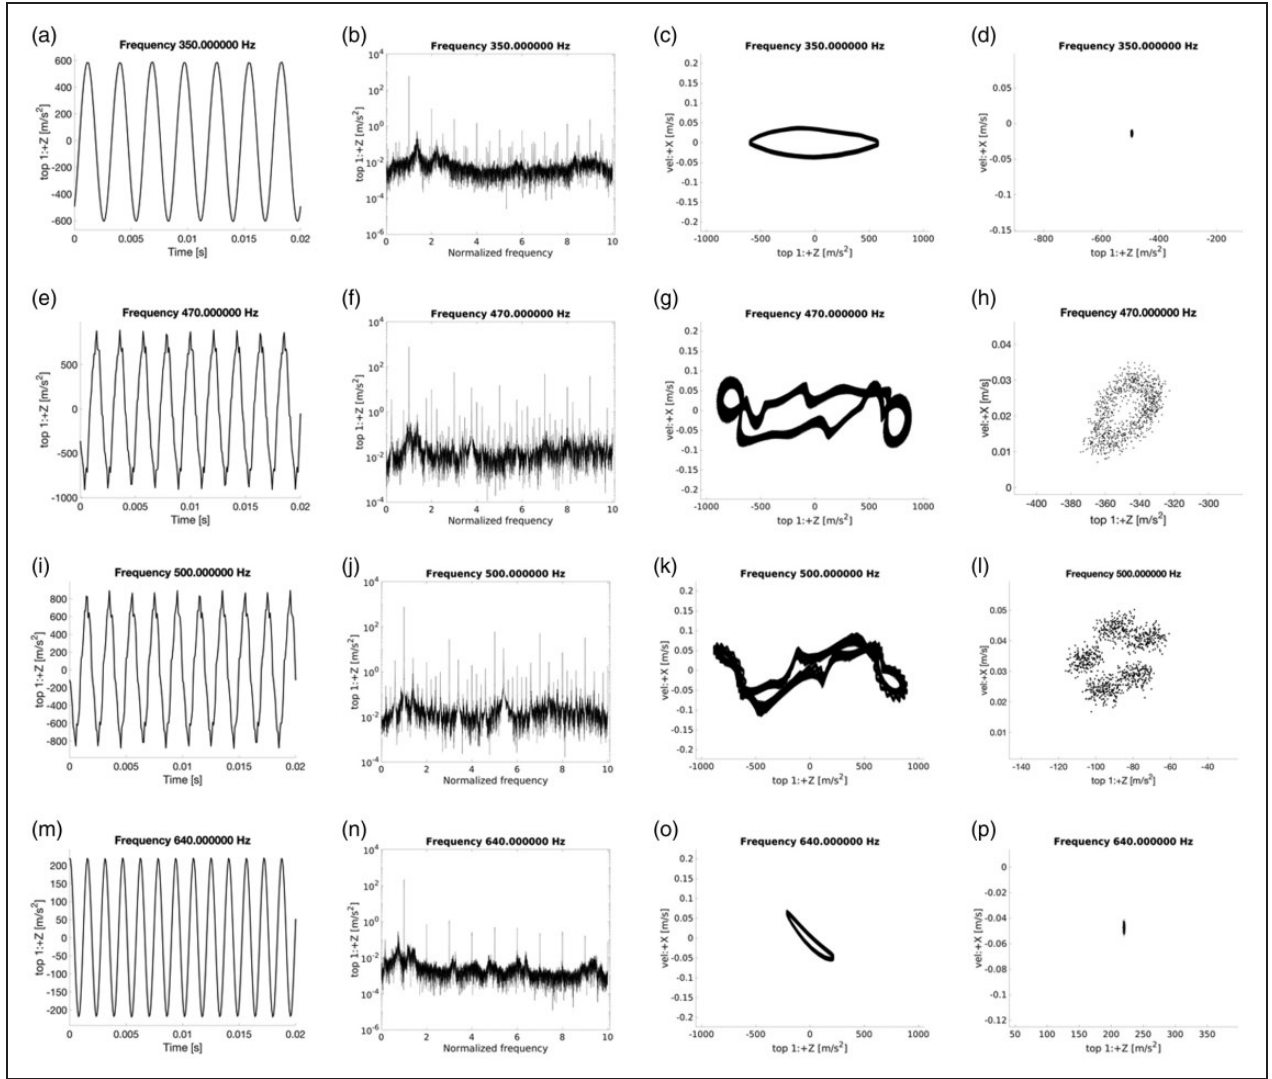 (a)
Frequency 350.000000 Hz
top 1:+Z [m/s²]
600
400
200
0
-200
-400
-600
0 0.005 0.01 0.015 0.02
Time [s]
(b)
Frequency 350.000000 Hz
top 1:+Z [m/s²]
10⁴
10²
10⁰
10⁻²
10⁻⁴
10⁻⁶
0 2 4 6 8 10
Normalized frequency
(c)
Frequency 350.000000 Hz
vel:+X [m/s]
0.2
0.15
0.1
0.05
0
-0.05
-0.1
-0.15
-0.2
-1000 -500 0 500 1000
top 1:+Z [m/s²]
(d)
Frequency 350.000000 Hz
vel:+X [m/s]
0.05
0
-0.05
-0.1
-0.15
-800 -600 -400 -200
top 1:+Z [m/s²]
(e)
Frequency 470.000000 Hz
top 1:+Z [m/s²]
500
0
-500
-1000
0 0.005 0.01 0.015 0.02
Time [s]
(f)
Frequency 470.000000 Hz
top 1:+Z [m/s²]
10⁴
10²
10⁰
10⁻²
10⁻⁴
0 2 4 6 8 10
Normalized frequency
(g)
Frequency 470.000000 Hz
vel:+X [m/s]
0.2
0.15
0.1
0.05
0
-0.05
-0.1
-0.15
-0.2
-1000 -500 0 500 1000
top 1:+Z [m/s²]
(h)
Frequency 470.000000 Hz
vel:+X [m/s]
0.04
0.03
0.02
0.01
0
-400 -380 -360 -340 -320 -300
top 1:+Z [m/s²]
(i)
Frequency 500.000000 Hz
top 1:+Z [m/s²]
800
600
400
200
0
-200
-400
-600
-800
0 0.005 0.01 0.015 0.02
Time [s]
(j)
Frequency 500.000000 Hz
top 1:+Z [m/s²]
10⁴
10²
10⁰
10⁻²
10⁻⁴
0 2 4 6 8 10
Normalized frequency
(k)
Frequency 500.000000 Hz
vel:+X [m/s]
0.2
0.15
0.1
0.05
0
-0.05
-0.1
-0.15
-0.2
-1000 -500 0 500 1000
top 1:+Z [m/s²]
(l)
Frequency 500.000000 Hz
vel:+X [m/s]
0.05
0.04
0.03
0.02
0.01
-140 -120 -100 -80 -60 -40
top 1:+Z [m/s²]
(m)
Frequency 640.000000 Hz
top 1:+Z [m/s²]
200
150
100
50
0
-50
-100
-150
-200
0 0.005 0.01 0.015 0.02
Time [s]
(n)
Frequency 640.000000 Hz
top 1:+Z [m/s²]
10⁴
10²
10⁰
10⁻²
10⁻⁴
10⁻⁶
0 2 4 6 8 10
Normalized frequency
(o)
Frequency 640.000000 Hz
vel:+X [m/s]
0.2
0.15
0.1
0.05
0
-0.05
-0.1
-0.15
-0.2
-1000 -500 0 500 1000
top 1:+Z [m/s²]
(p)
Frequency 640.000000 Hz
vel:+X [m/s]
0
-0.02
-0.04
-0.06
-0.08
-0.1
-0.12
50 100 150 200 250 300 350
top 1:+Z [m/s²]